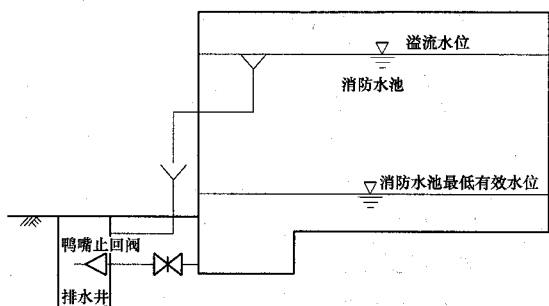 溢流水位
消防水池
消防水池最低有效水位
鸭嘴止回阀
排水井